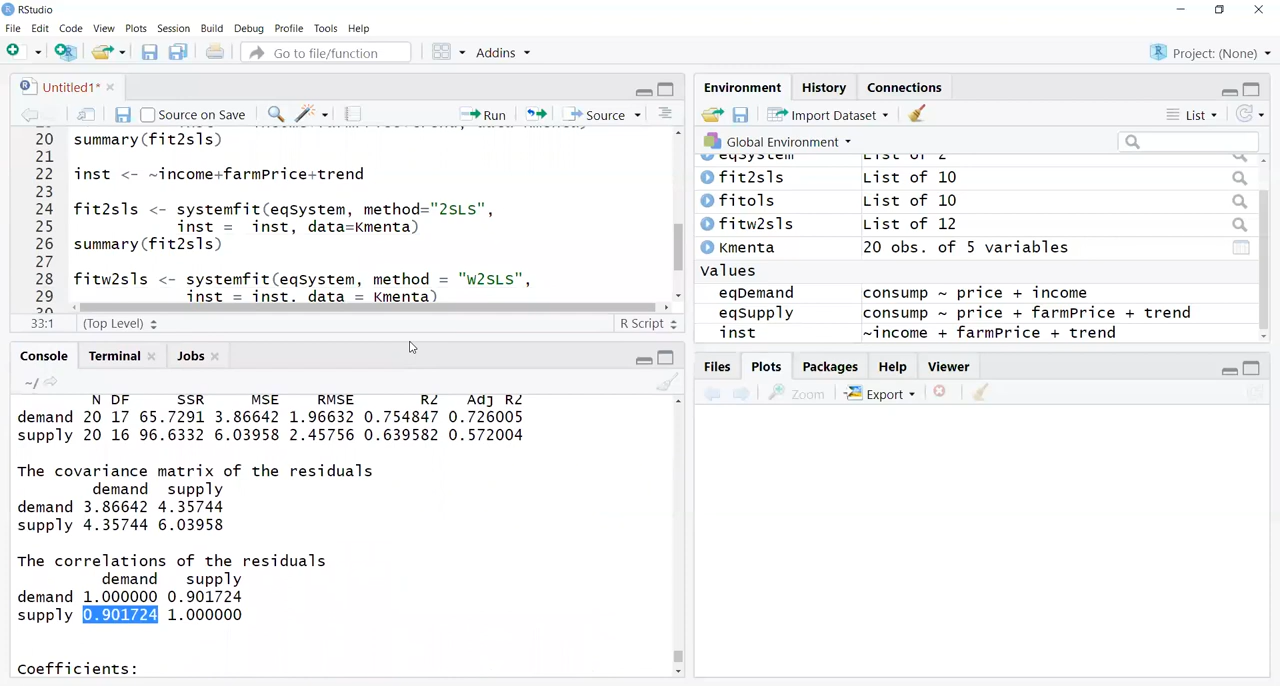 RStudio
File Edit Code View Plots Session Build Debug Profile Tools Help
Go to file/function Addins Project: (None)
Untitled1*
Source on Save Run Source
20 summary(fit2sls)
21
22 inst <- ~income+farmPrice+trend
23
24 fit2sls <- systemfit(eqSystem, method="2SLS",
25 inst = inst, data=Kmenta)
26 summary(fit2sls)
27
28 fitw2sls <- systemfit(eqSystem, method = "W2SLS",
29 inst = inst, data = Kmenta)
30
33:1 (Top Level) R Script
Console Terminal Jobs
~/
N DF SSR MSE RMSE R2 Adj R2
demand 20 17 65.7291 3.86642 1.96632 0.754847 0.726005
supply 20 16 96.6332 6.03958 2.45756 0.639582 0.572004
The covariance matrix of the residuals
demand supply
demand 3.86642 4.35744
supply 4.35744 6.03958
The correlations of the residuals
demand supply
demand 1.000000 0.901724
supply 0.901724 1.000000
Coefficients:
Environment History Connections
Import Dataset List
Global Environment
eqSystem List of 2
fit2sls List of 10
fitols List of 10
fitw2sls List of 12
Kmenta 20 obs. of 5 variables
Values
eqDemand consump ~ price + income
eqSupply consump ~ price + farmPrice + trend
inst ~income + farmPrice + trend
Files Plots Packages Help Viewer
Zoom Export